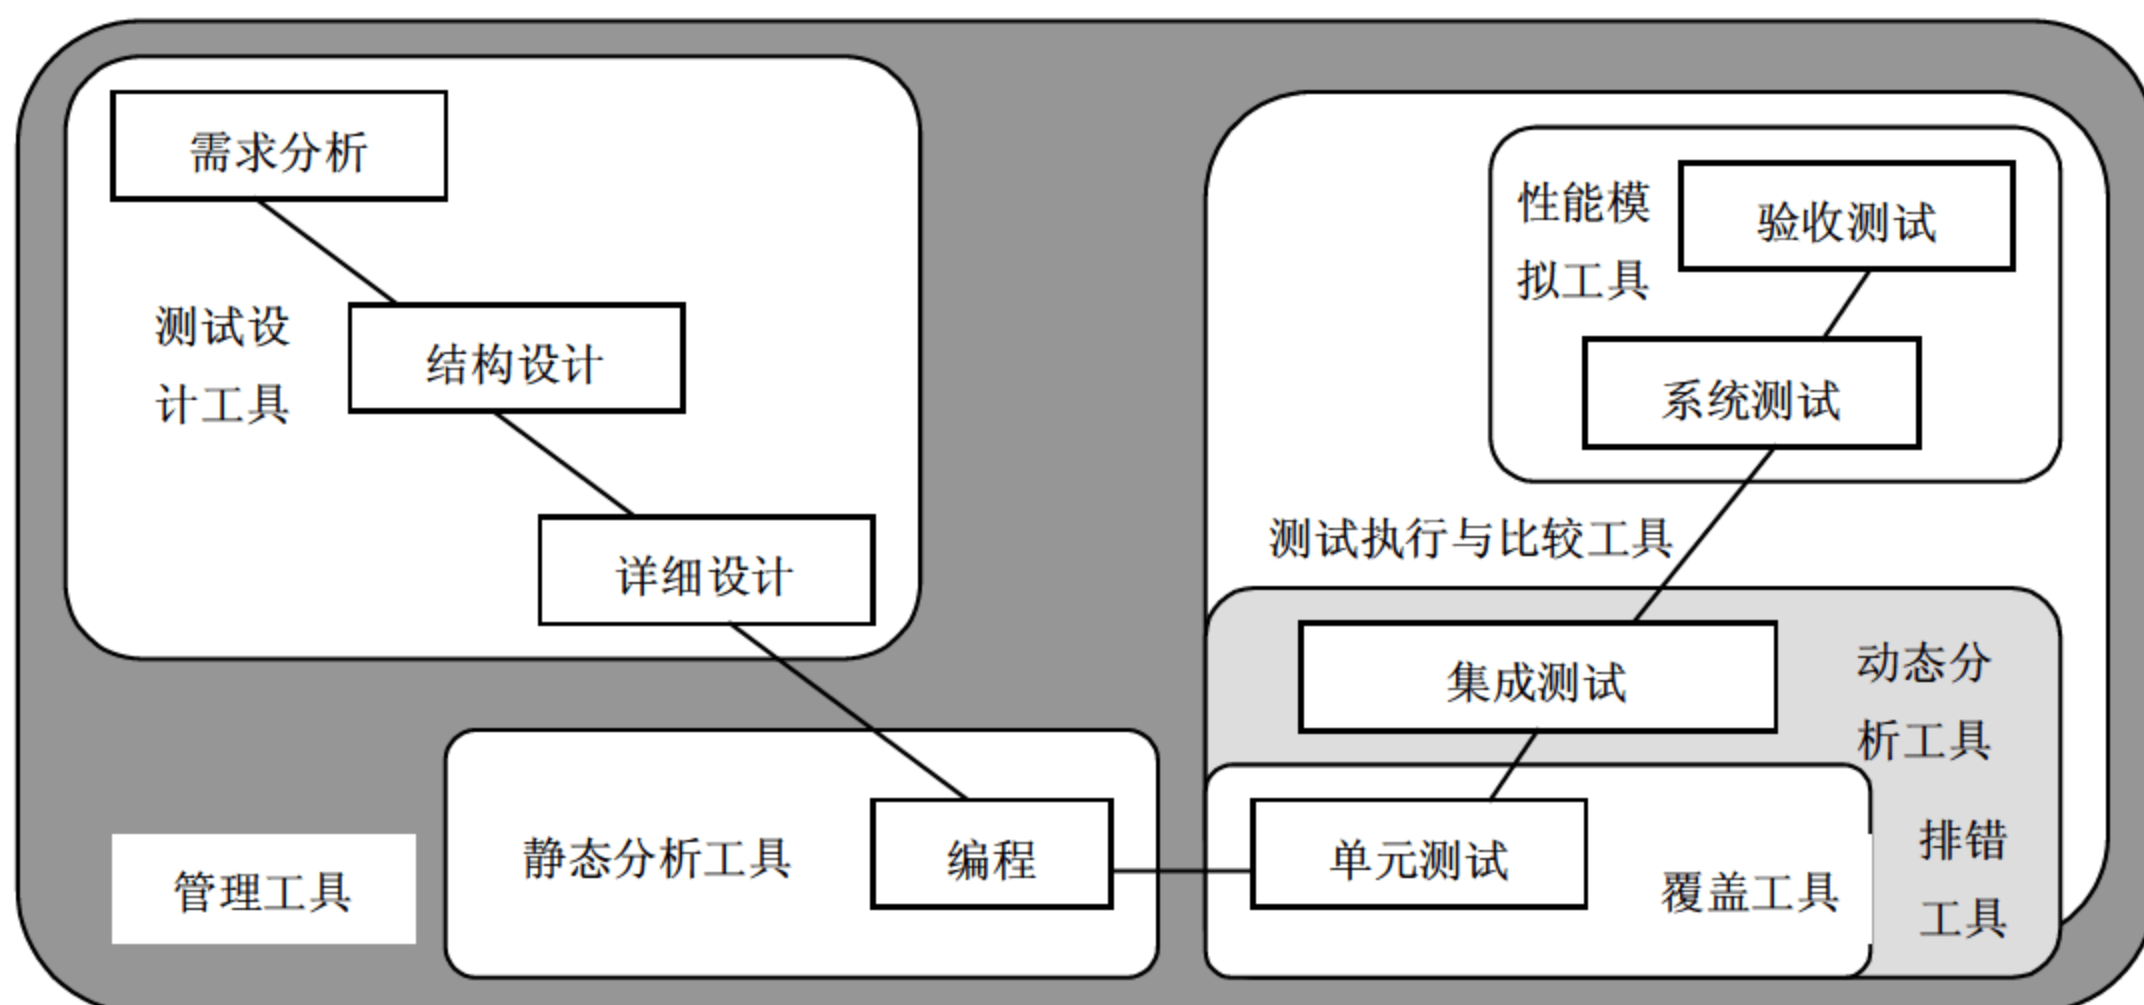 需求分析
测试设
计工具
结构设计
详细设计
管理工具
静态分析工具
编程
性能模
拟工具
验收测试
系统测试
测试执行与比较工具
集成测试
动态分
析工具
单元测试
覆盖工具
排错
工具